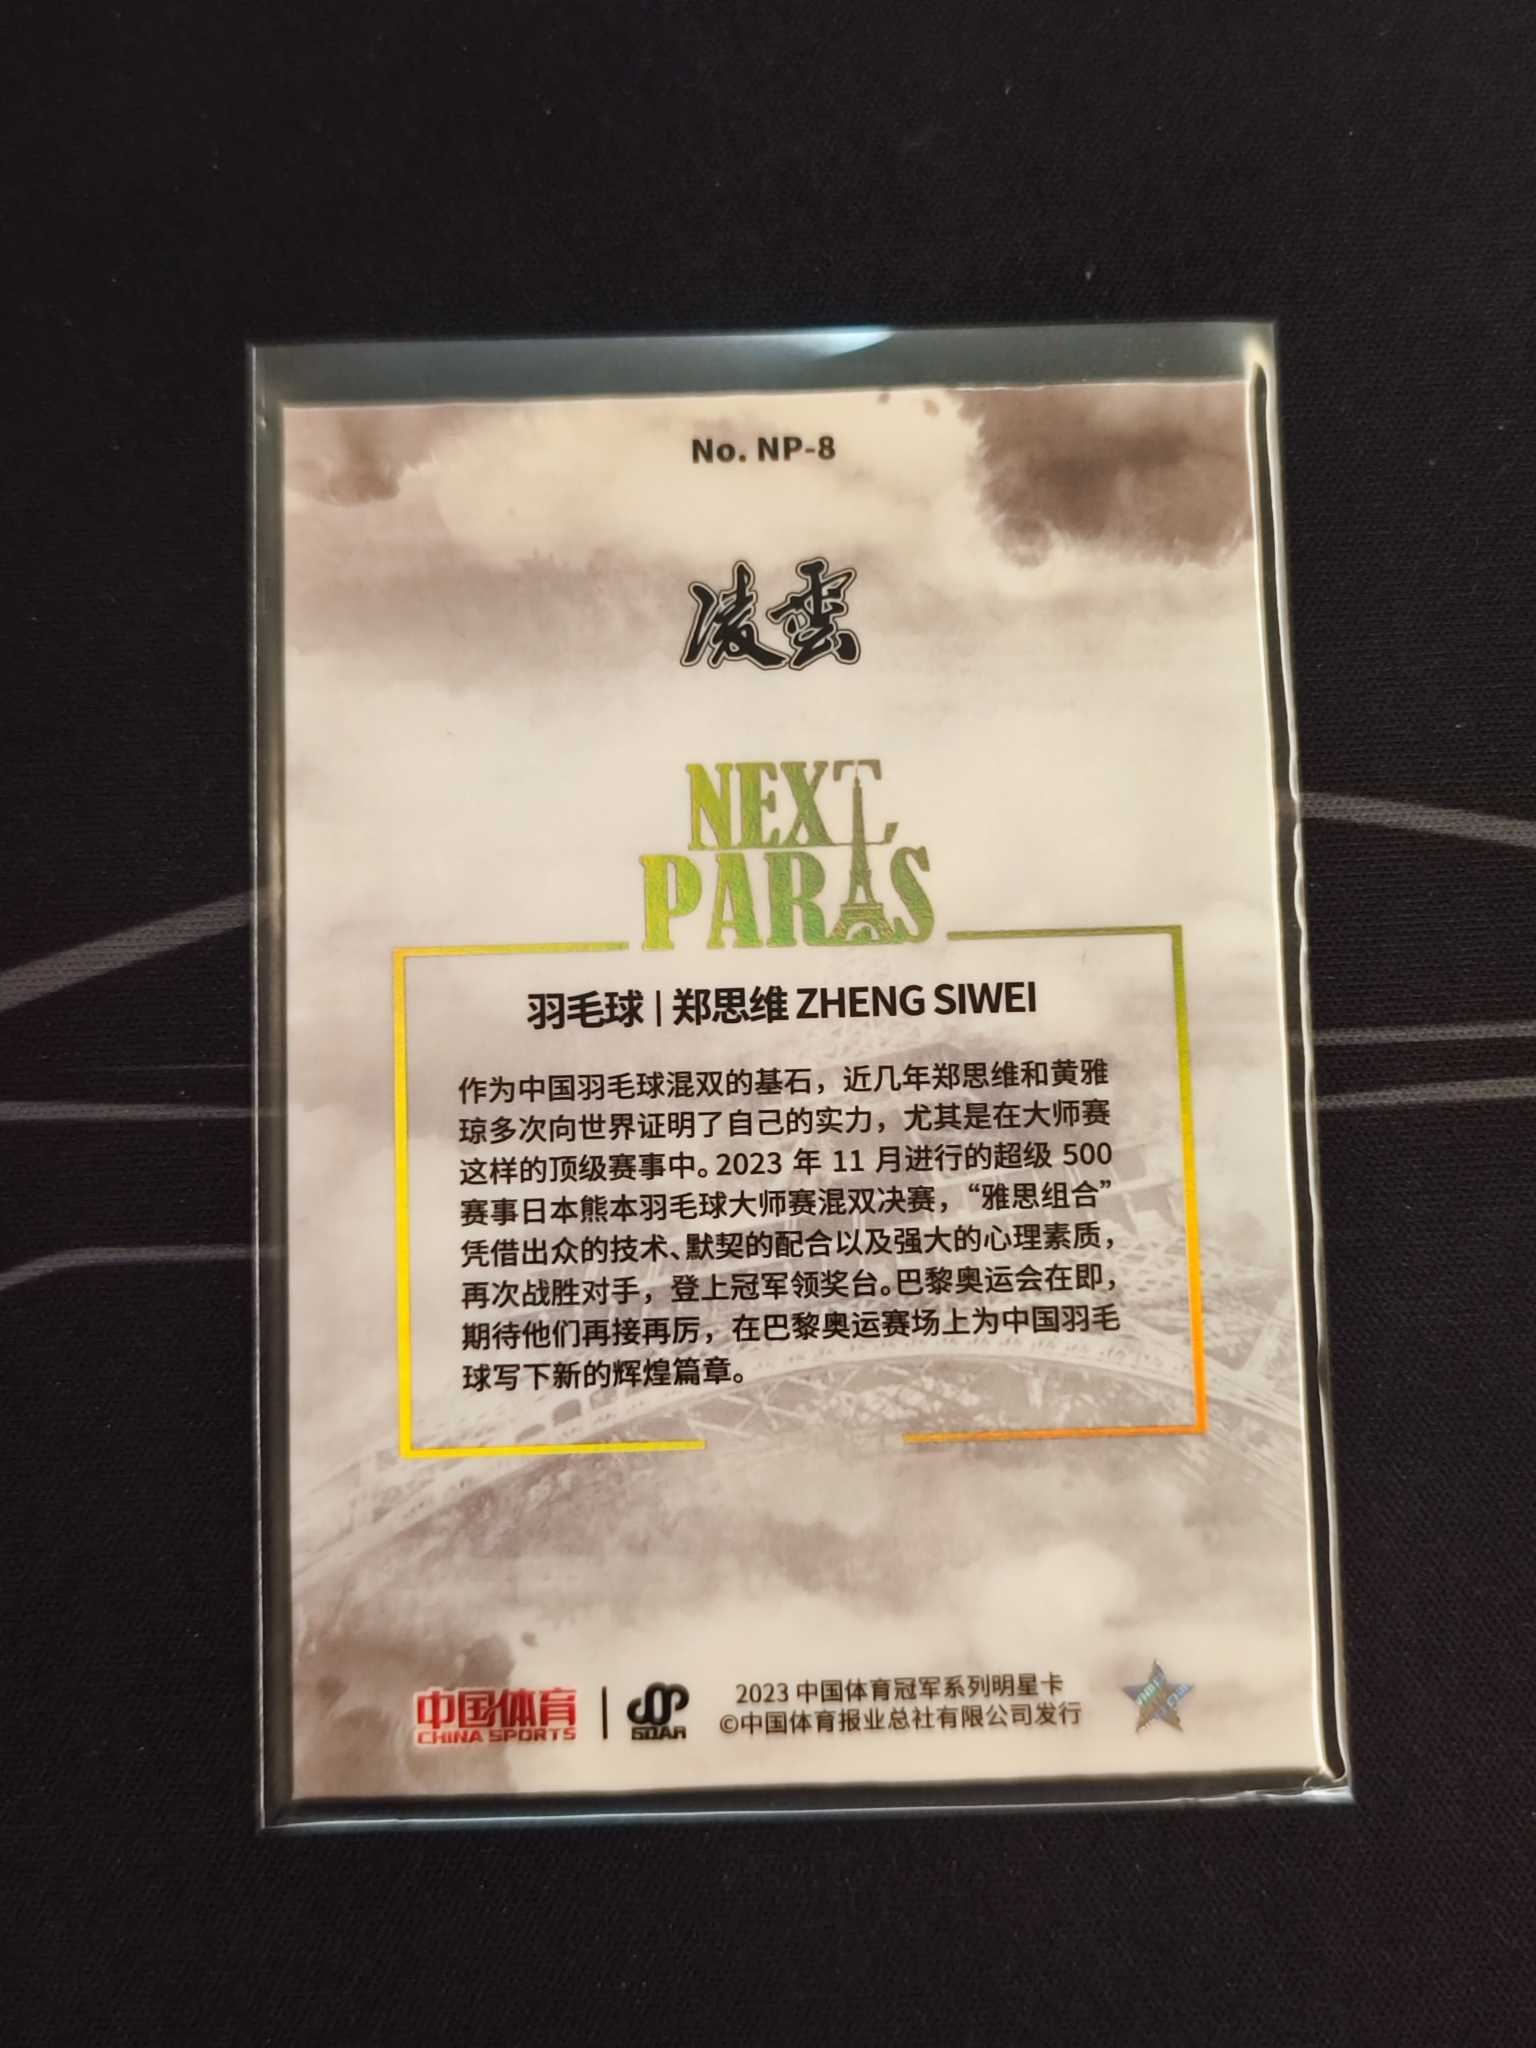 No. NP-8
凌雲
NEXT
PARIS
羽毛球 | 郑思维 ZHENG SIWEI
作为中国羽毛球混双的基石，近几年郑思维和黄雅
琼多次向世界证明了自己的实力，尤其是在大师赛
这样的顶级赛事中。2023 年 11 月进行的超级 500
赛事日本熊本羽毛球大师赛混双决赛，“雅思组合”
凭借出众的技术、默契的配合以及强大的心理素质，
再次战胜对手，登上冠军领奖台。巴黎奥运会在即，
期待他们再接再厉，在巴黎奥运赛场上为中国羽毛
球写下新的辉煌篇章。
中国体育
CHINA SPORTS
SOAR
2023 中国体育冠军系列明星卡
©中国体育报业总社有限公司发行